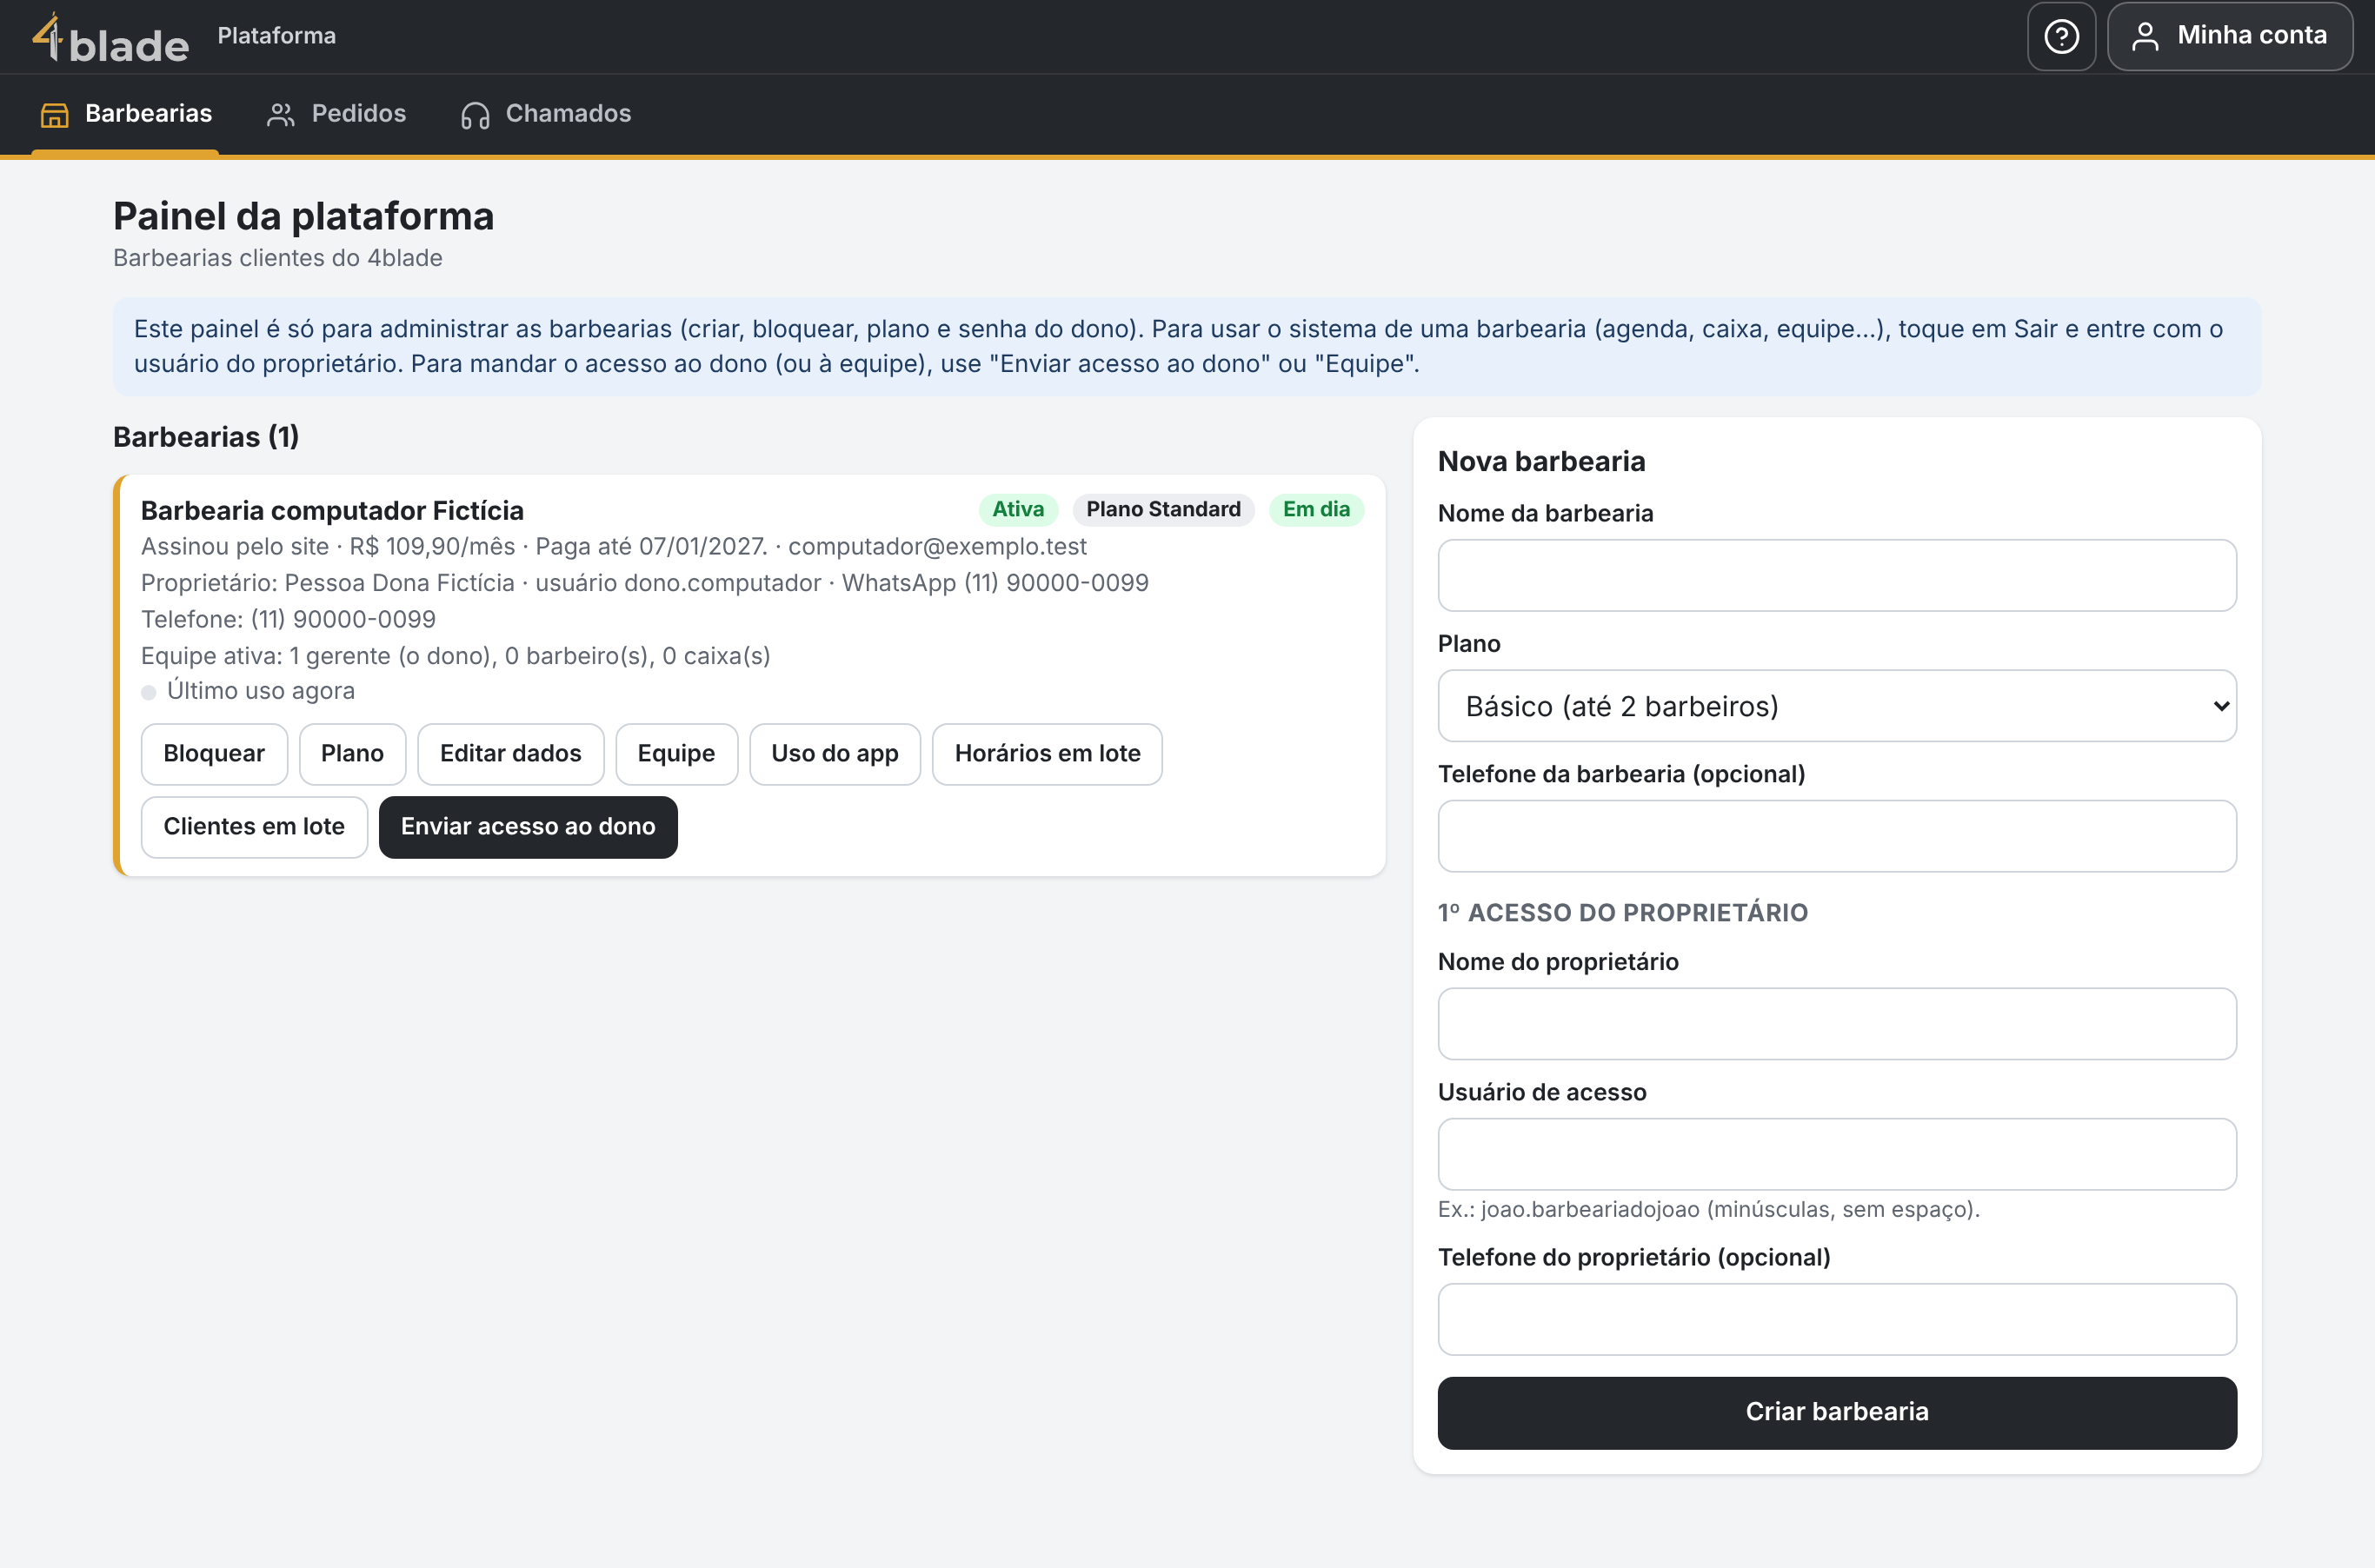 4blade
Plataforma
Minha conta
Barbearias
Pedidos
Chamados
Painel da plataforma
Barbearias clientes do 4blade
Este painel é só para administrar as barbearias (criar, bloquear, plano e senha do dono). Para usar o sistema de uma barbearia (agenda, caixa, equipe...), toque em Sair e entre com o
usuário do proprietário. Para mandar o acesso ao dono (ou à equipe), use "Enviar acesso ao dono" ou "Equipe".
Barbearias (1)
Barbearia computador Fictícia
Ativa
Plano Standard
Em dia
Assinou pelo site · R$ 109,90/mês · Paga até 07/01/2027. · computador@exemplo.test
Proprietário: Pessoa Dona Fictícia · usuário dono.computador · WhatsApp (11) 90000-0099
Telefone: (11) 90000-0099
Equipe ativa: 1 gerente (o dono), 0 barbeiro(s), 0 caixa(s)
Último uso agora
Bloquear
Plano
Editar dados
Equipe
Uso do app
Horários em lote
Clientes em lote
Enviar acesso ao dono
Nova barbearia
Nome da barbearia
Plano
Básico (até 2 barbeiros)
Telefone da barbearia (opcional)
1º ACESSO DO PROPRIETÁRIO
Nome do proprietário
Usuário de acesso
Ex.: joao.barbeariadojoao (minúsculas, sem espaço).
Telefone do proprietário (opcional)
Criar barbearia